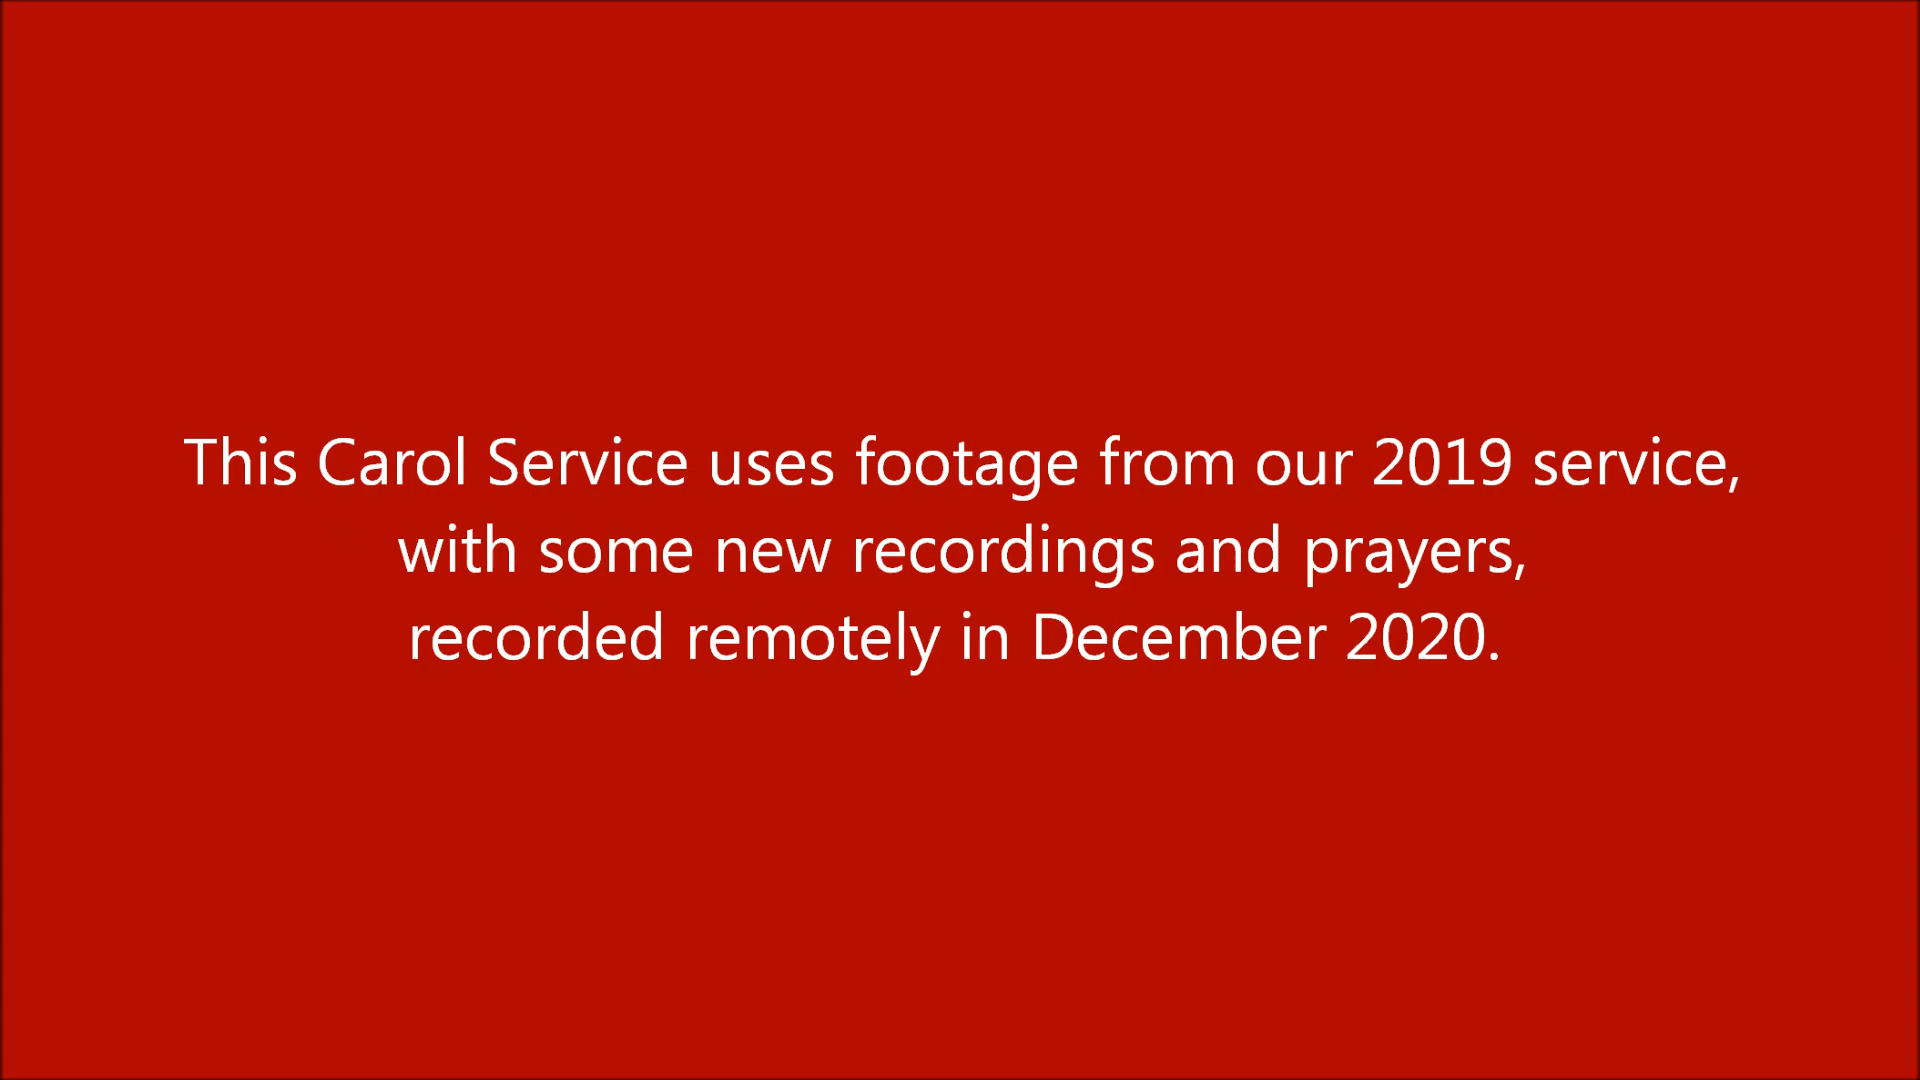 This Carol Service uses footage from our 2019 service,
with some new recordings and prayers,
recorded remotely in December 2020.